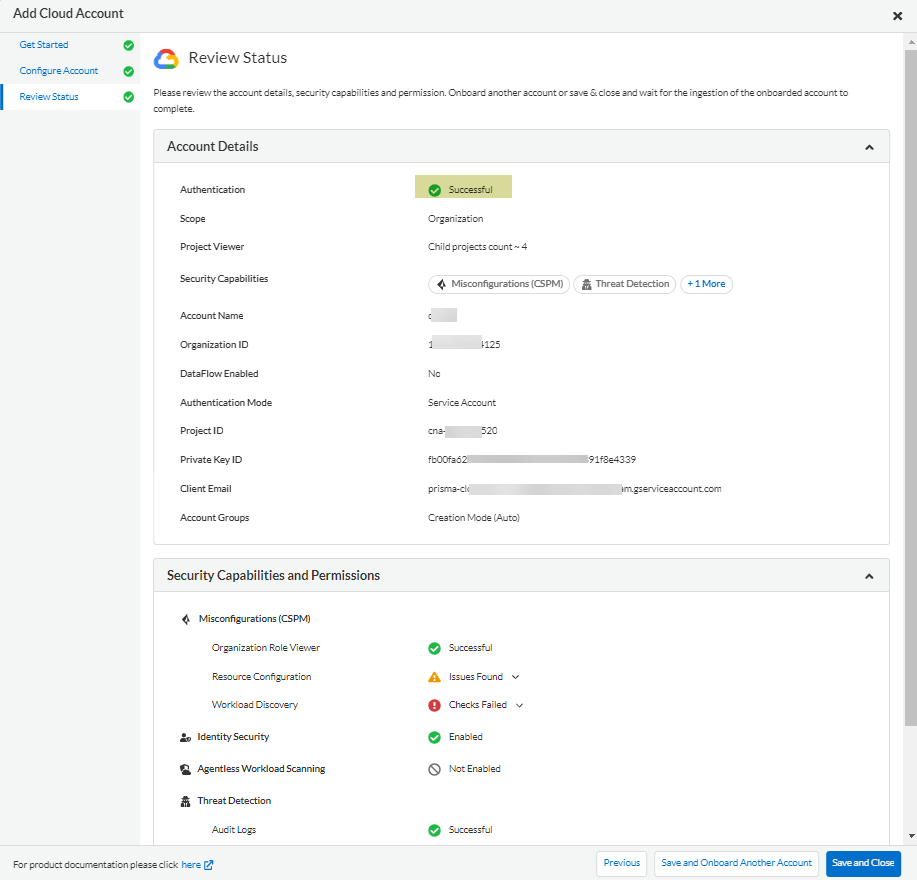 Add Cloud Account
Get Started
Configure Account
Review Status
Review Status
Please review the account details, security capabilities and permission. Onboard another account or save & close and wait for the ingestion of the onboarded account to
complete.
Account Details
Authentication Successful
Scope Organization
Project Viewer Child projects count ~ 4
Security Capabilities Misconfigurations (CSPM) Threat Detection + 1 More
Account Name
Organization ID 1 4125
DataFlow Enabled No
Authentication Mode Service Account
Project ID cna- 520
Private Key ID fb00fa62 91f8e4339
Client Email prisma-clo am.gserviceaccount.com
Account Groups Creation Mode (Auto)
Security Capabilities and Permissions
Misconfigurations (CSPM)
Organization Role Viewer Successful
Resource Configuration Issues Found
Workload Discovery Checks Failed
Identity Security Enabled
Agentless Workload Scanning Not Enabled
Threat Detection
Audit Logs Successful
For product documentation please click here
Previous Save and Onboard Another Account Save and Close